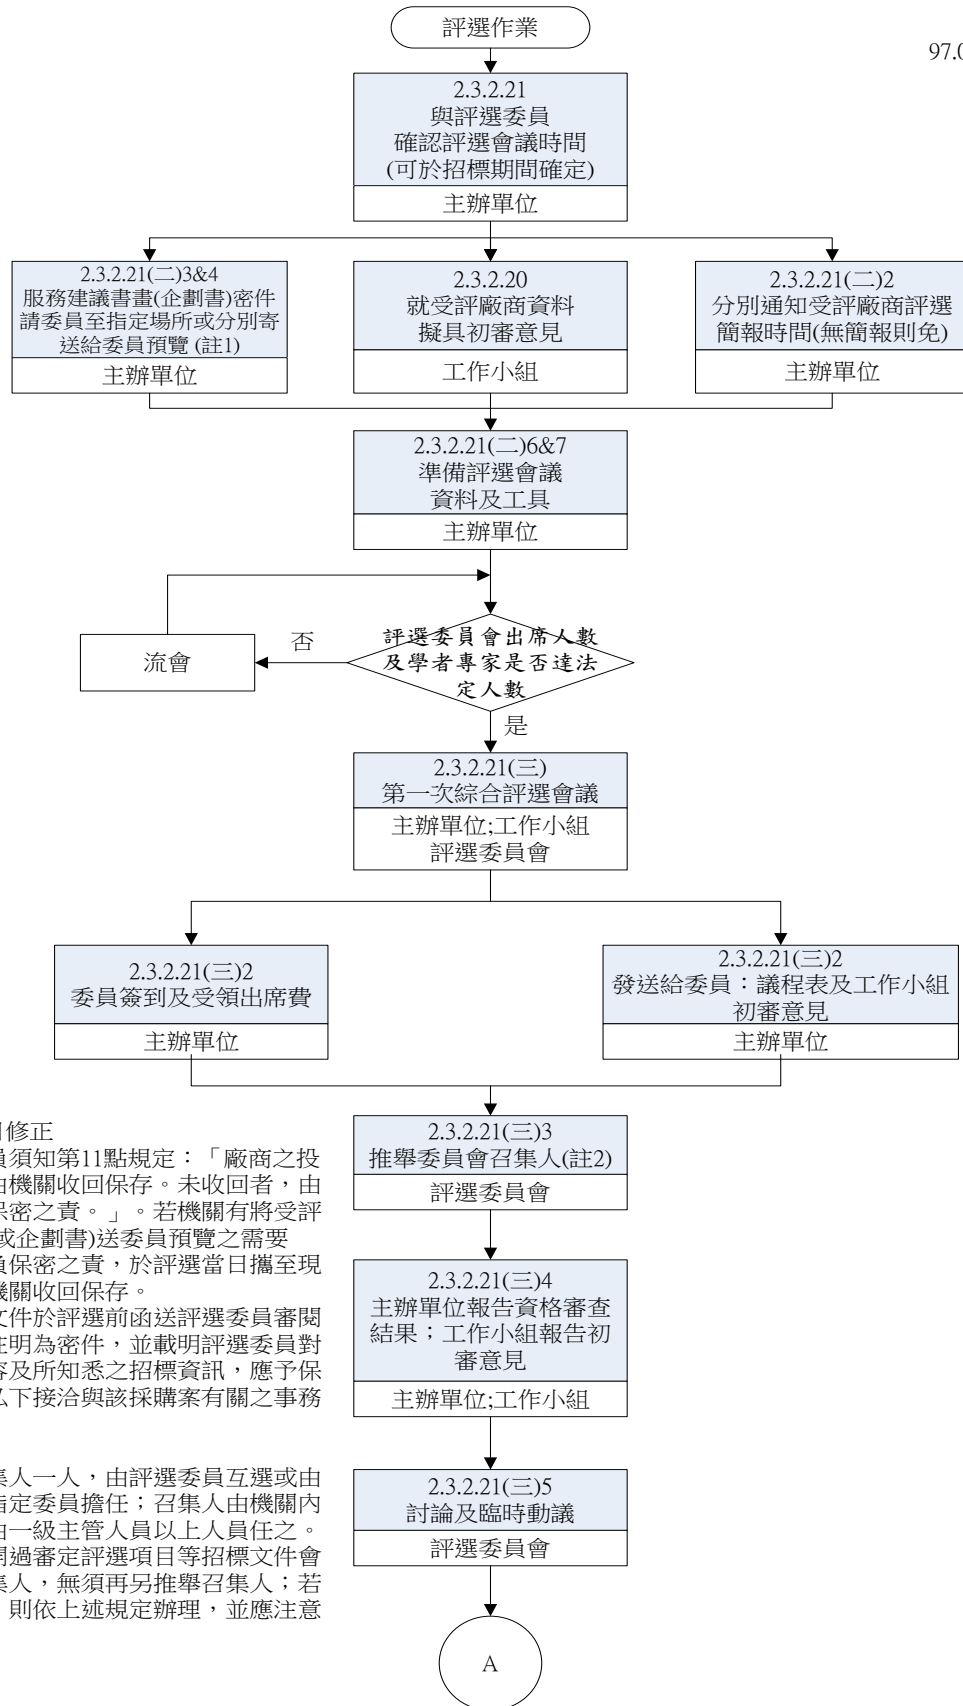 評選作業
97.0
2.3.2.21
與評選委員
確認評選會議時間
(可於招標期間確定)
主辦單位
2.3.2.21(二)3&4
服務建議書畫(企劃書)密件
請委員至指定場所或分別寄
送給委員預覽 (註1)
主辦單位
2.3.2.20
就受評廠商資料
擬具初審意見
工作小組
2.3.2.21(二)2
分別通知受評廠商評選
簡報時間(無簡報則免)
主辦單位
2.3.2.21(二)6&7
準備評選會議
資料及工具
主辦單位
評選委員會出席人數
及學者專家是否達法
定人數
否
流會
是
2.3.2.21(三)
第一次綜合評選會議
主辦單位;工作小組
評選委員會
2.3.2.21(三)2
委員簽到及受領出席費
主辦單位
2.3.2.21(三)2
發送給委員：議程表及工作小組
初審意見
主辦單位
2.3.2.21(三)3
推舉委員會召集人(註2)
評選委員會
2.3.2.21(三)4
主辦單位報告資格審查
結果；工作小組報告初
審意見
主辦單位;工作小組
2.3.2.21(三)5
討論及臨時動議
評選委員會
A
修正
員須知第11點規定：「廠商之投
由機關收回保存。未收回者，由
保密之責。」。若機關有將受評
或企劃書)送委員預覽之需要
負保密之責，於評選當日攜至現
機關收回保存。
文件於評選前函送評選委員審閱
註明為密件，並載明評選委員對
容及所知悉之招標資訊，應予保
私下接洽與該採購案有關之事務
集人一人，由評選委員互選或由
指定委員擔任；召集人由機關內
由一級主管人員以上人員任之。
開過審定評選項目等招標文件會
集人，無須再另推舉召集人；若
，則依上述規定辦理，並應注意